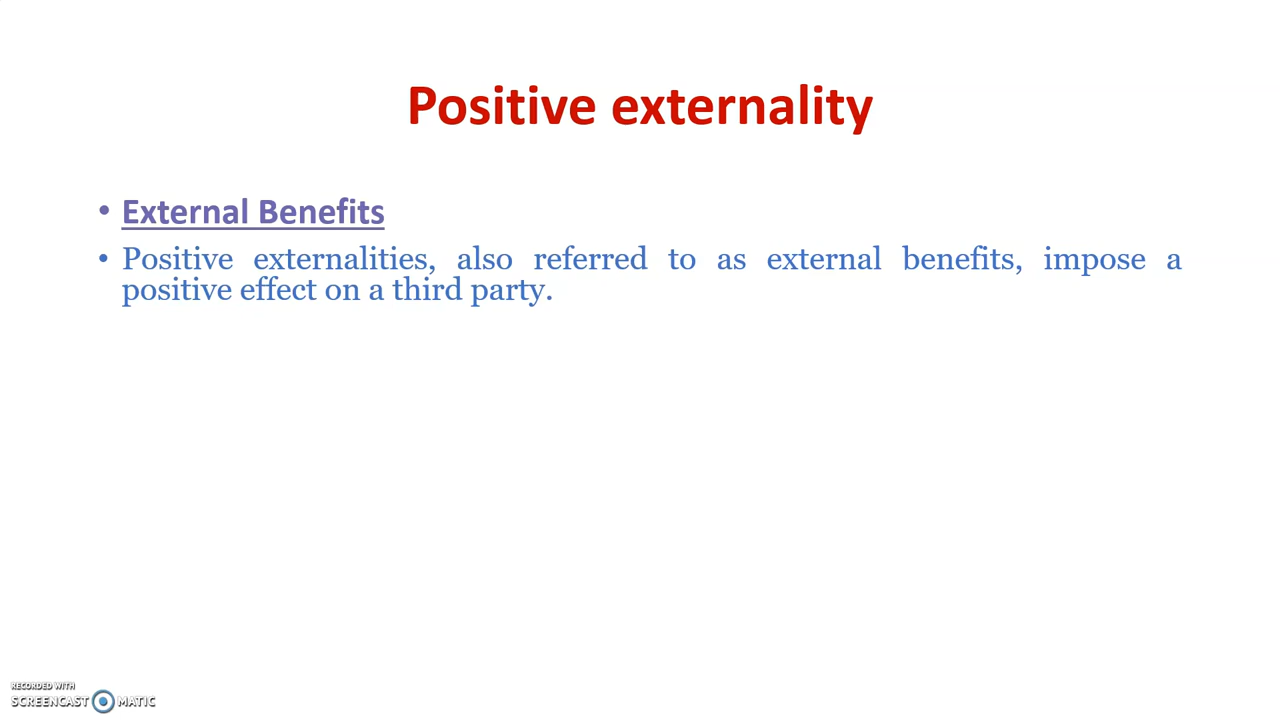 Positive externality
• External Benefits
• Positive externalities, also referred to as external benefits, impose a
positive effect on a third party.
RECORDED WITH
SCREENCAST MATIC